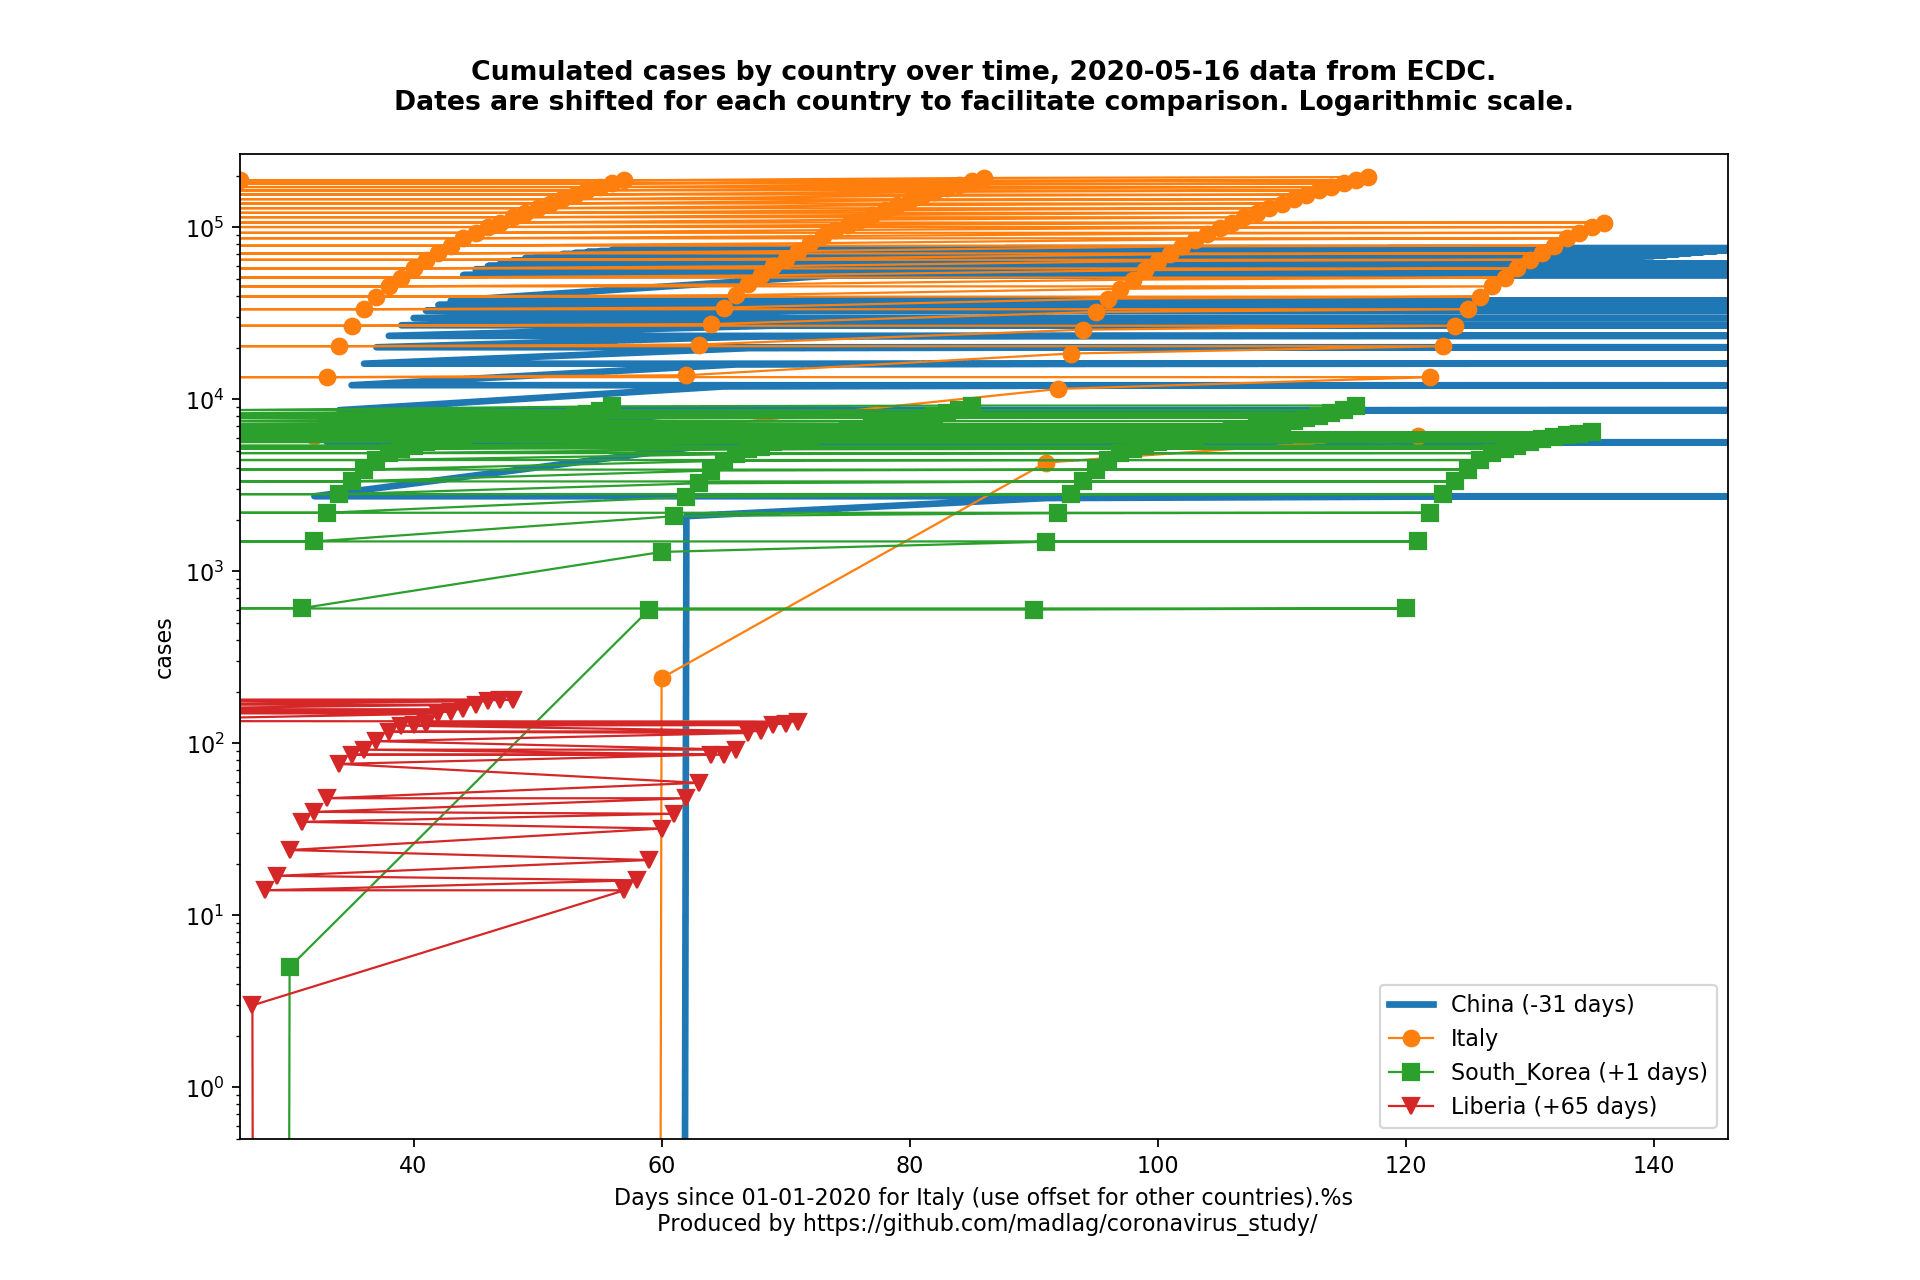 Cumulated cases by country over time, 2020-05-16 data from ECDC.
Dates are shifted for each country to facilitate comparison. Logarithmic scale.
cases
10^5
10^4
10^3
10^2
10^1
10^0
40 60 80 100 120 140
China (-31 days)
Italy
South_Korea (+1 days)
Liberia (+65 days)
Days since 01-01-2020 for Italy (use offset for other countries).%s
Produced by https://github.com/madlag/coronavirus_study/